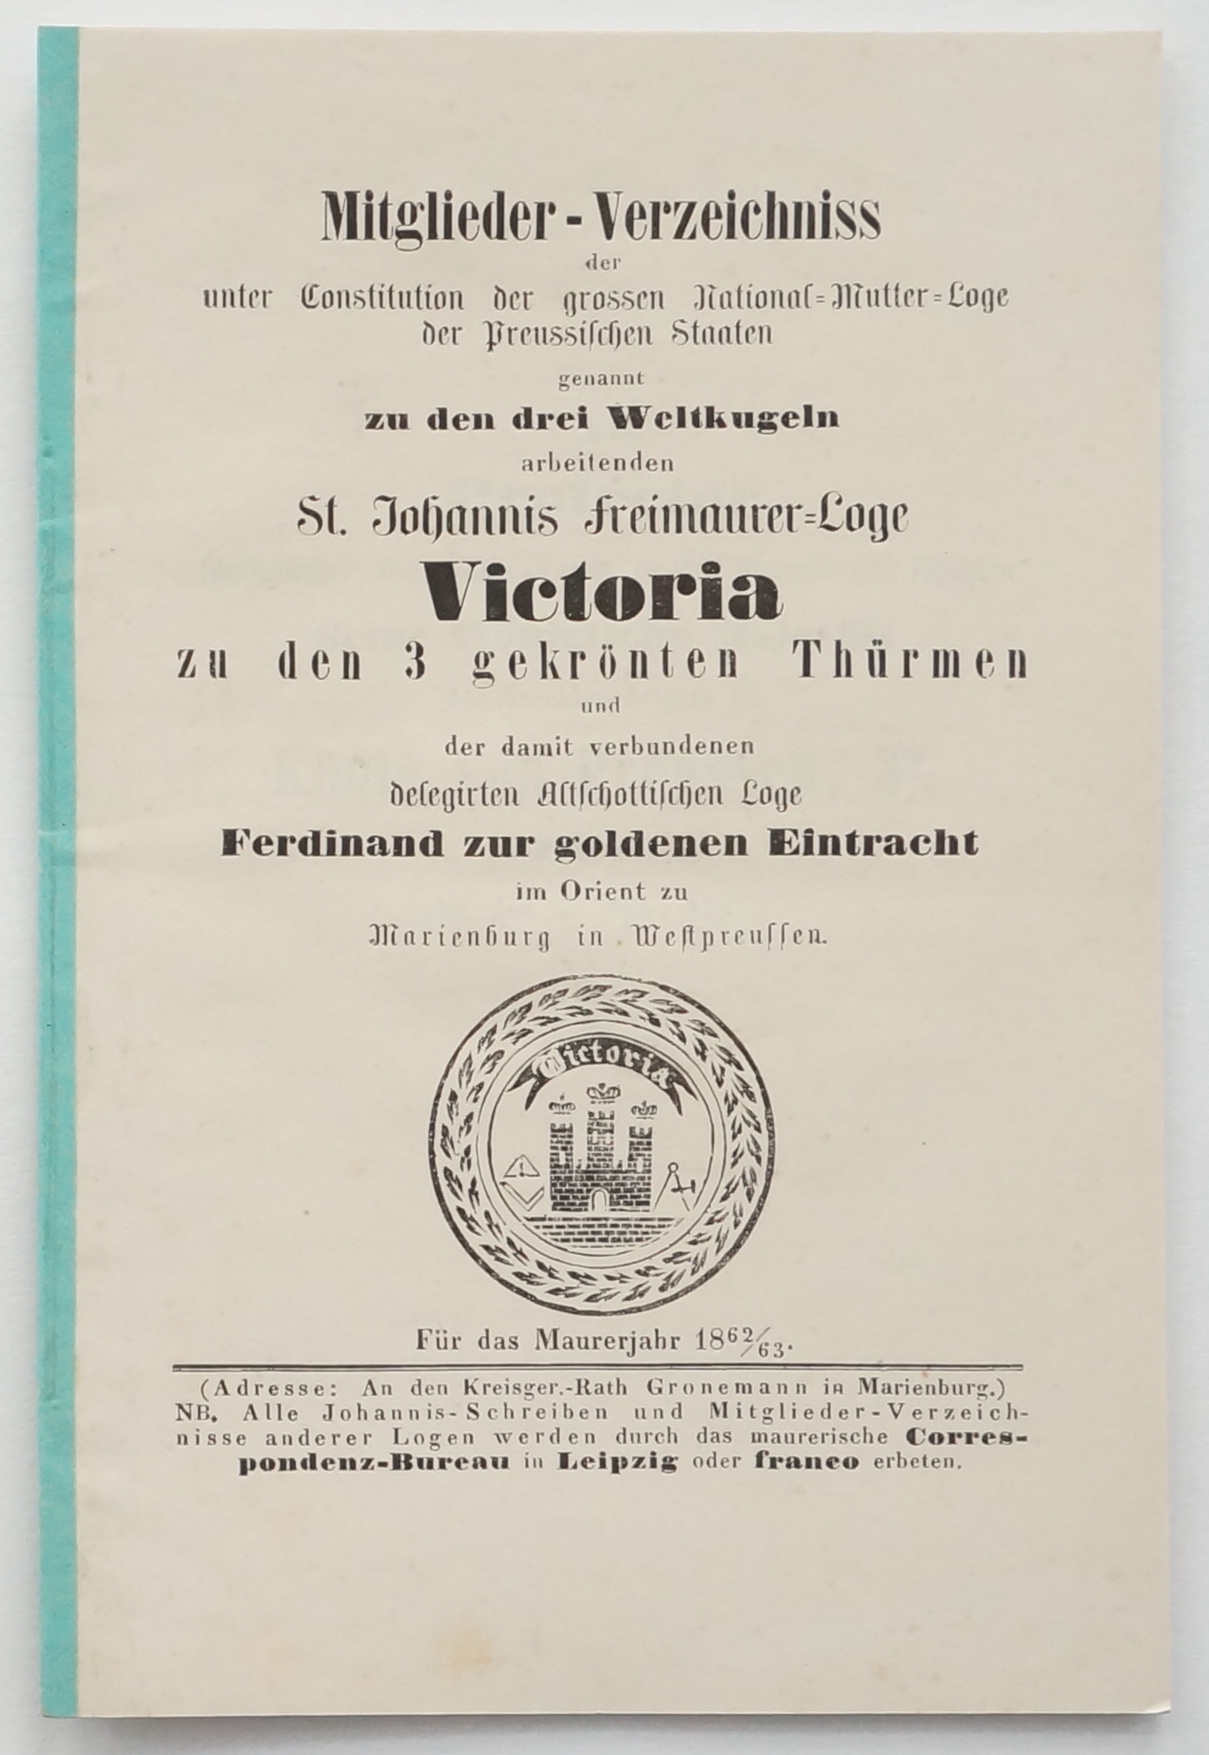 Mitglieder-Verzeichniss
der
unter Constitution der grossen National=Mutter=Loge
der Preussiſchen Staaten
genannt
zu den drei Weltkugeln
arbeitenden
St. Johannis Freimaurer=Loge
Victoria
zu den 3 gekrönten Thürmen
und
der damit verbundenen
delegirten Altſchottiſchen Loge
Ferdinand zur goldenen Eintracht
im Orient zu
Marienburg in Weſtpreuſſen.
Victoria
Für das Maurerjahr 1862/63.
(Adresse: An den Kreisger.-Rath Gronemann in Marienburg.)
NB. Alle Johannis-Schreiben und Mitglieder-Verzeich-
nisse anderer Logen werden durch das maurerische Corres-
pondenz-Bureau in Leipzig oder franco erbeten.